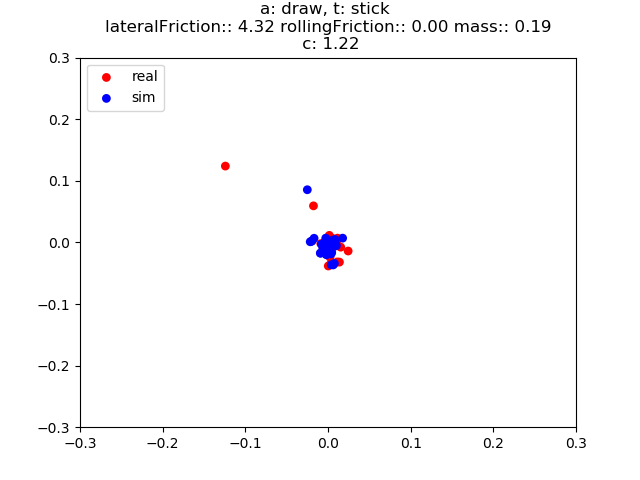 a: draw, t: stick
lateralFriction:: 4.32 rollingFriction:: 0.00 mass:: 0.19
c: 1.22
real
sim
0.3
0.2
0.1
0.0
−0.1
−0.2
−0.3
−0.3 −0.2 −0.1 0.0 0.1 0.2 0.3